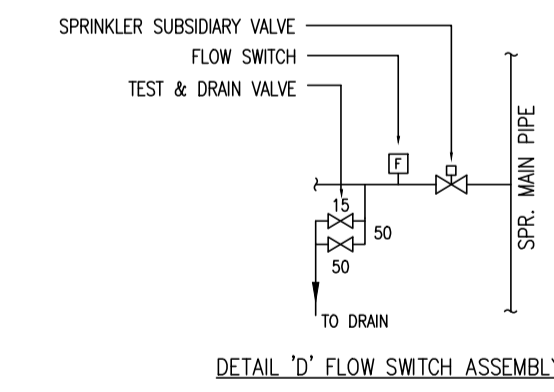 SPRINKLER SUBSIDIARY VALVE
FLOW SWITCH
TEST & DRAIN VALVE
F
SPR. MAIN PIPE
15
50
50
TO DRAIN
DETAIL 'D' FLOW SWITCH ASSEMBLY